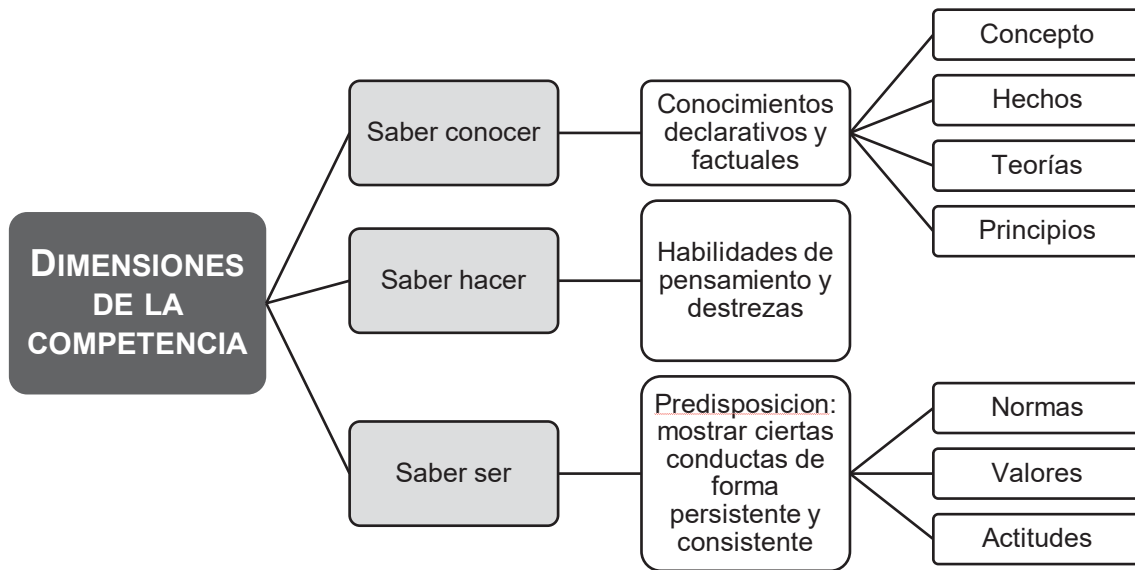 DIMENSIONES
DE LA
COMPETENCIA
Saber conocer
Conocimientos
declarativos y
factuales
Concepto
Hechos
Teorías
Principios
Saber hacer
Habilidades de
pensamiento y
destrezas
Saber ser
Predisposicion:
mostrar ciertas
conductas de
forma
persistente y
consistente
Normas
Valores
Actitudes